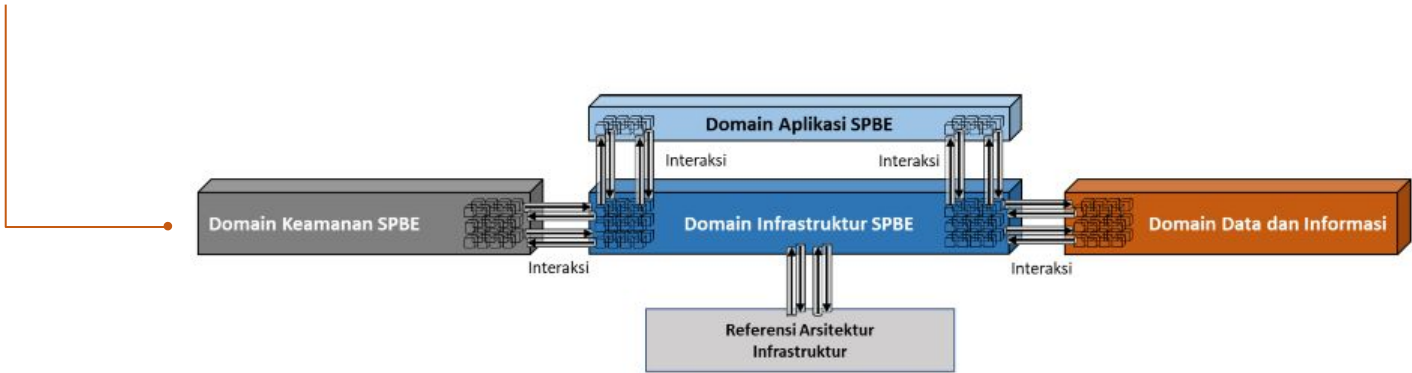 Domain Aplikasi SPBE
Interaksi
Interaksi
Domain Keamanan SPBE
Domain Infrastruktur SPBE
Domain Data dan Informasi
Interaksi
Interaksi
Referensi Arsitektur
Infrastruktur